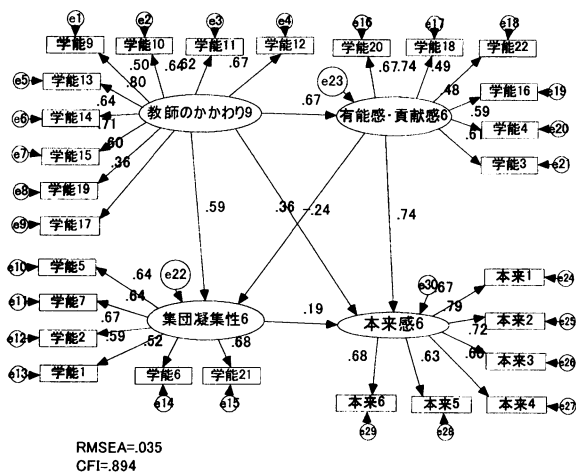 e1 e2 e3 e4 e16 e17 e18
学能9 学能10 学能11 学能12 学能20 学能18 学能22
.50 .64 .62 .67 .67 .74 .49
e5 学能13 .80 e23 .48 学能16 e19
.64 教師のかかわり9 .67 有能感・貢献感6 .59
e6 学能14 .71 .61 学能4 e20
e7 学能15 .60 学能3 e21
e8 学能19 .36
e9 学能17
.59 .36 -.24 .74
e10 学能5 .64 e22 e30 .67 本来1 e24
e11 学能7 .64 .79 本来2 e25
.67 集団凝集性6 .19 本来感6 .72
e12 学能2 .59 .60 本来3 e26
e13 学能1 .52 .68 .68 .63
学能6 学能21 本来6 本来5 本来4 e27
e14 e15 e29 e28
RMSEA=.035
CFI=.894